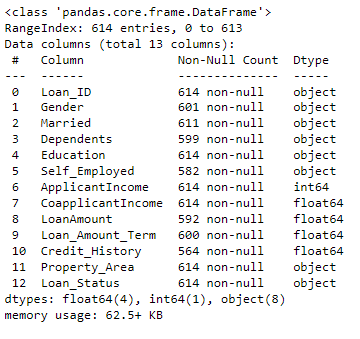 <class 'pandas.core.frame.DataFrame'>
RangeIndex: 614 entries, 0 to 613
Data columns (total 13 columns):
 #   Column             Non-Null Count  Dtype
---  ------             --------------  -----
 0   Loan_ID            614 non-null    object
 1   Gender             601 non-null    object
 2   Married            611 non-null    object
 3   Dependents         599 non-null    object
 4   Education          614 non-null    object
 5   Self_Employed      582 non-null    object
 6   ApplicantIncome    614 non-null    int64
 7   CoapplicantIncome  614 non-null    float64
 8   LoanAmount         592 non-null    float64
 9   Loan_Amount_Term   600 non-null    float64
 10  Credit_History     564 non-null    float64
 11  Property_Area      614 non-null    object
 12  Loan_Status        614 non-null    object
dtypes: float64(4), int64(1), object(8)
memory usage: 62.5+ KB